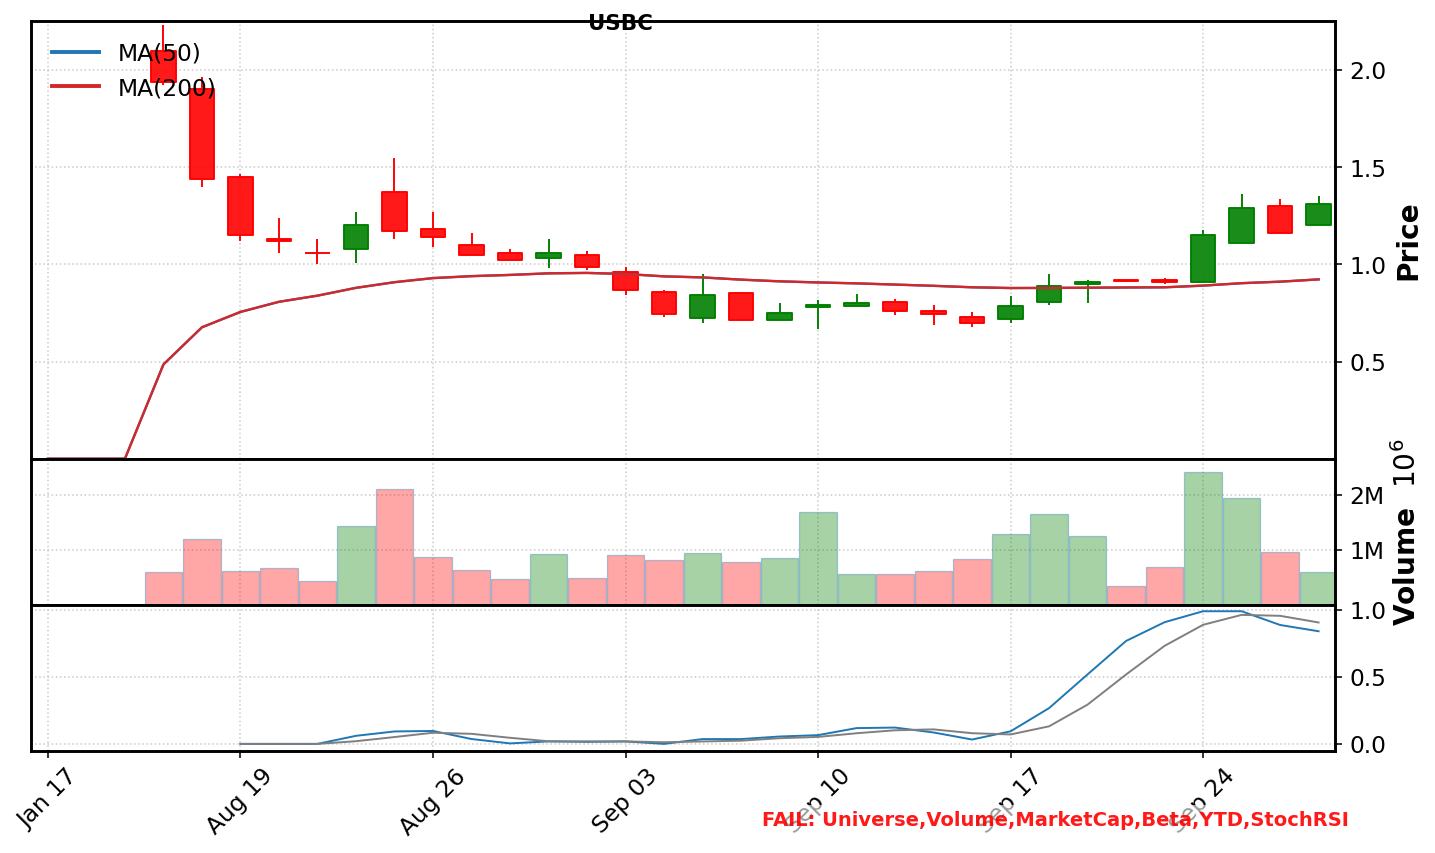 USBC
MA(50)
MA(200)
2.0
1.5
1.0
0.5
Price
10^6
2M
1M
Volume
1.0
0.5
0.0
Jan 17
Aug 19
Aug 26
Sep 03
Sep 10
Sep 17
Sep 24
FAIL: Universe,Volume,MarketCap,Beta,YTD,StochRSI